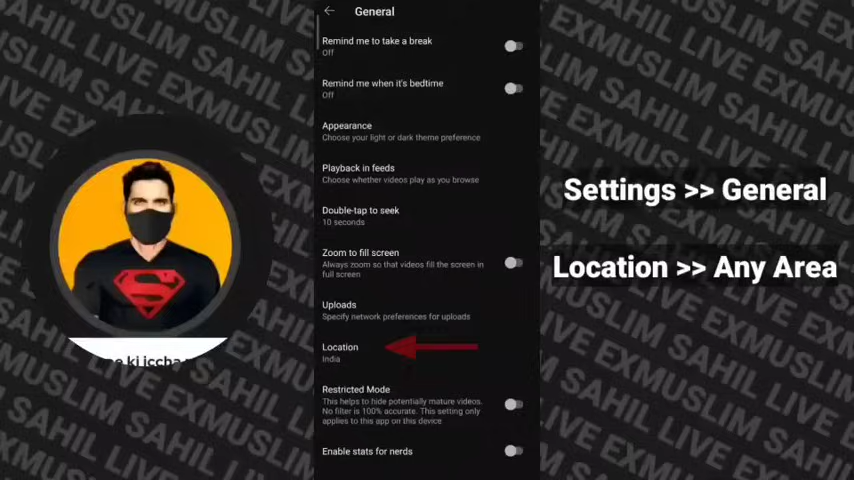 General
Remind me to take a break
Off
Remind me when it's bedtime
Off
Appearance
Choose your light or dark theme preference
Playback in feeds
Choose whether videos play as you browse
Double-tap to seek
10 seconds
Zoom to fill screen
Always zoom so that videos fill the screen in
full screen
Uploads
Specify network preferences for uploads
Location
India
Restricted Mode
This helps to hide potentially mature videos.
No filter is 100% accurate. This setting only
applies to this app on this device
Enable stats for nerds
Settings >> General
Location >> Any Area
ki iccha
EXMUSLIM SAHIL LIVE EXMUSLIM SAHIL LIVE